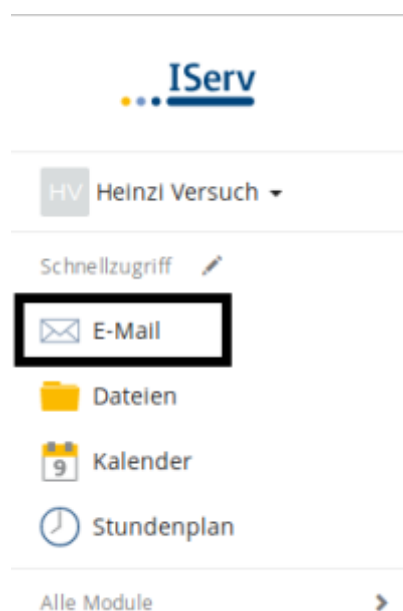 IServ
HV Heinzi Versuch
Schnellzugriff
E-Mail
Dateien
9 Kalender
Stundenplan
Alle Module